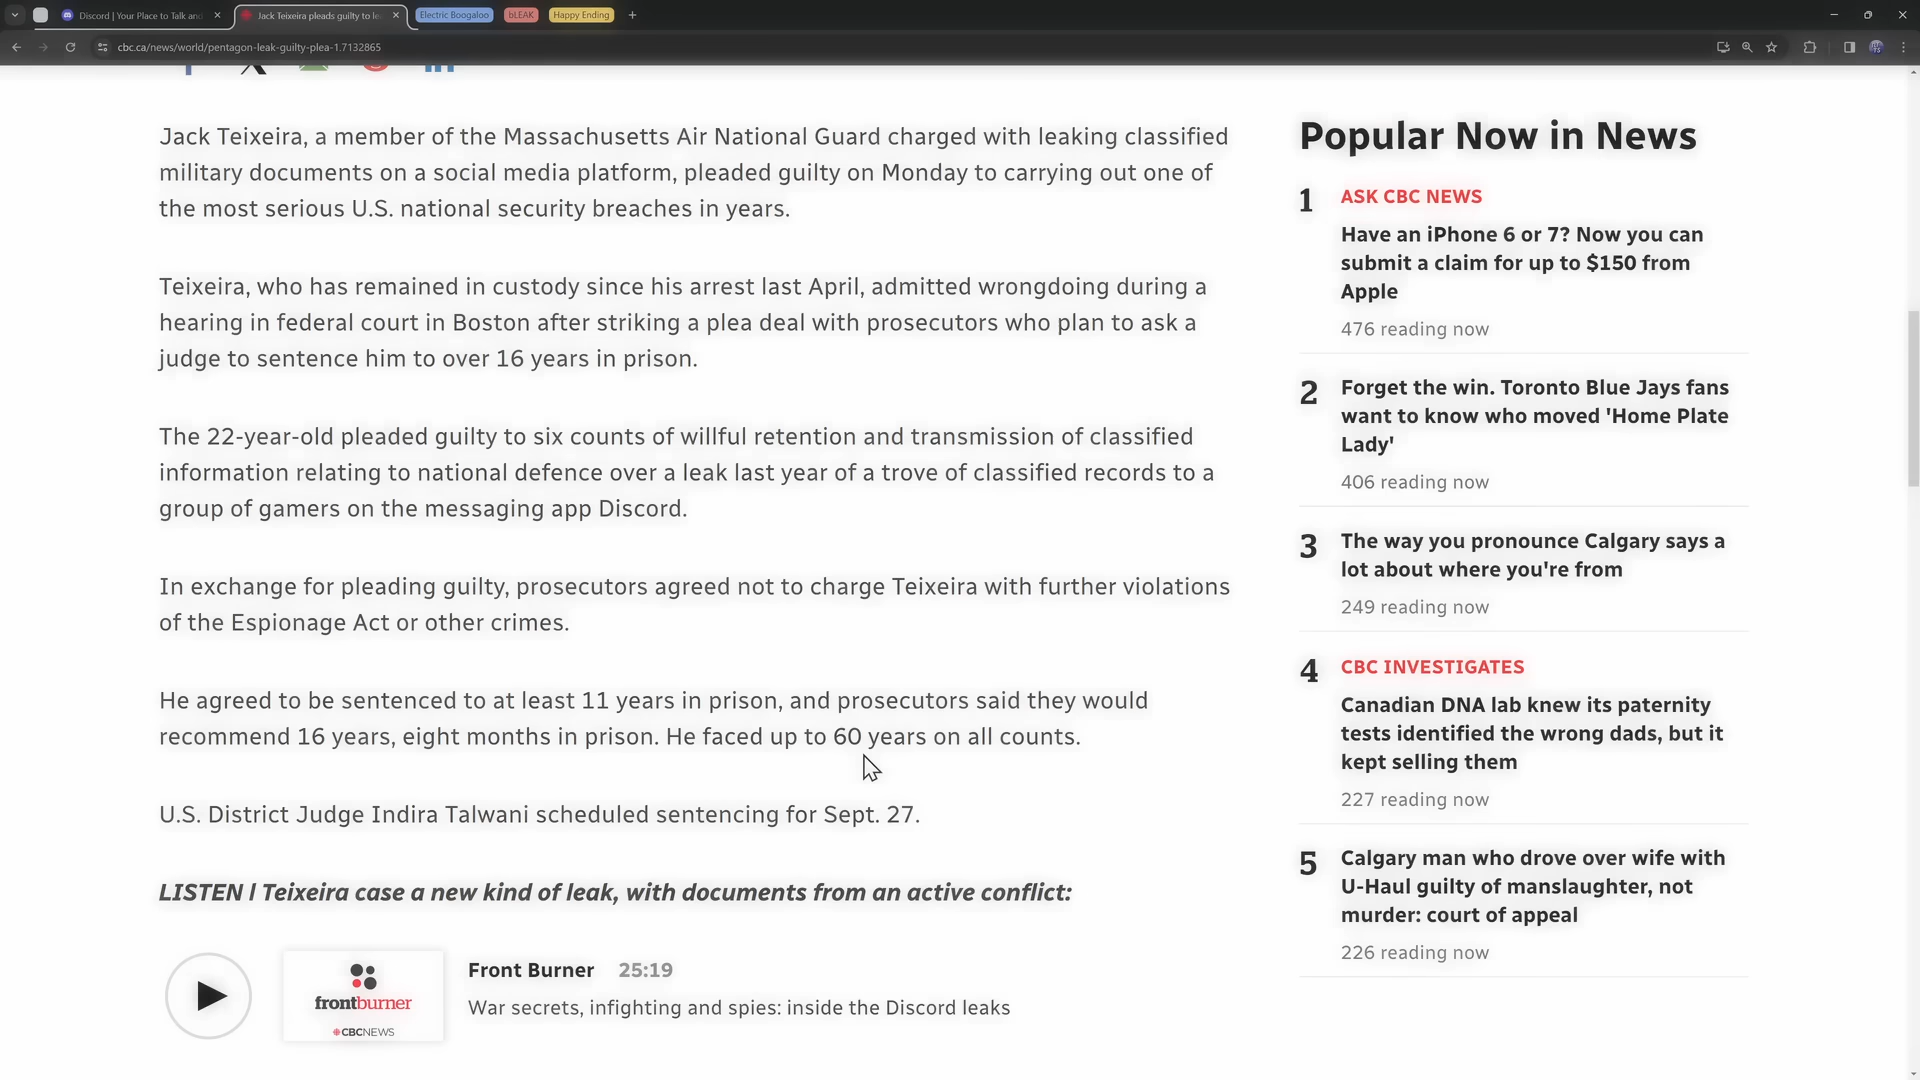 Discord | Your Place to Talk and
Jack Teixeira pleads guilty to le
Electric Boogaloo
bLEAK
Happy Ending
cbc.ca/news/world/pentagon-leak-guilty-plea-1.7132865
Jack Teixeira, a member of the Massachusetts Air National Guard charged with leaking classified
military documents on a social media platform, pleaded guilty on Monday to carrying out one of
the most serious U.S. national security breaches in years.
Teixeira, who has remained in custody since his arrest last April, admitted wrongdoing during a
hearing in federal court in Boston after striking a plea deal with prosecutors who plan to ask a
judge to sentence him to over 16 years in prison.
The 22-year-old pleaded guilty to six counts of willful retention and transmission of classified
information relating to national defence over a leak last year of a trove of classified records to a
group of gamers on the messaging app Discord.
In exchange for pleading guilty, prosecutors agreed not to charge Teixeira with further violations
of the Espionage Act or other crimes.
He agreed to be sentenced to at least 11 years in prison, and prosecutors said they would
recommend 16 years, eight months in prison. He faced up to 60 years on all counts.
U.S. District Judge Indira Talwani scheduled sentencing for Sept. 27.
LISTEN | Teixeira case a new kind of leak, with documents from an active conflict:
frontburner
CBCNEWS
Front Burner 25:19
War secrets, infighting and spies: inside the Discord leaks
Popular Now in News
1 ASK CBC NEWS
Have an iPhone 6 or 7? Now you can
submit a claim for up to $150 from
Apple
476 reading now
2 Forget the win. Toronto Blue Jays fans
want to know who moved 'Home Plate
Lady'
406 reading now
3 The way you pronounce Calgary says a
lot about where you're from
249 reading now
4 CBC INVESTIGATES
Canadian DNA lab knew its paternity
tests identified the wrong dads, but it
kept selling them
227 reading now
5 Calgary man who drove over wife with
U-Haul guilty of manslaughter, not
murder: court of appeal
226 reading now